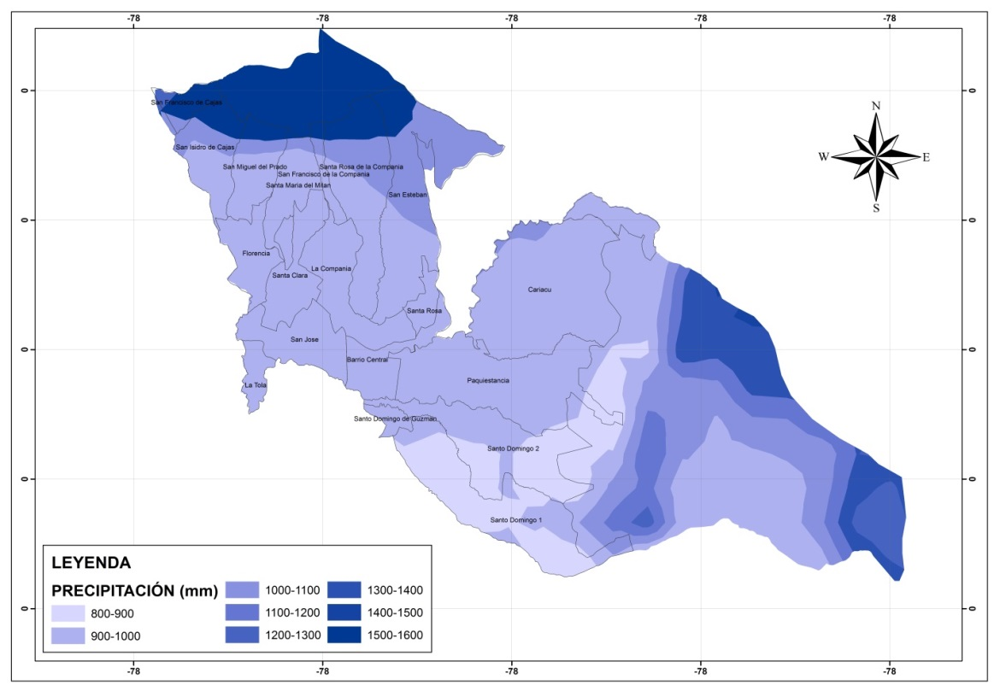 -78 -78 -78 -78 -78
0 0
0 0
0 0
0 0
0 0
N
W E
S
San Francisco de Cajas
San Isidro de Cajas
San Miguel del Prado
Santa Rosa de la Compania
San Francisco de la Compania
Santa Maria del Milan
San Esteban
Florencia
La Compania
Santa Clara
Cariacu
Santa Rosa
San Jose
Barrio Central
La Tola
Paquiestancia
Santo Domingo de Guzman
Santo Domingo 2
Santo Domingo 1
LEYENDA
PRECIPITACIÓN (mm)
800-900
900-1000
1000-1100
1100-1200
1200-1300
1300-1400
1400-1500
1500-1600
-78 -78 -78 -78 -78